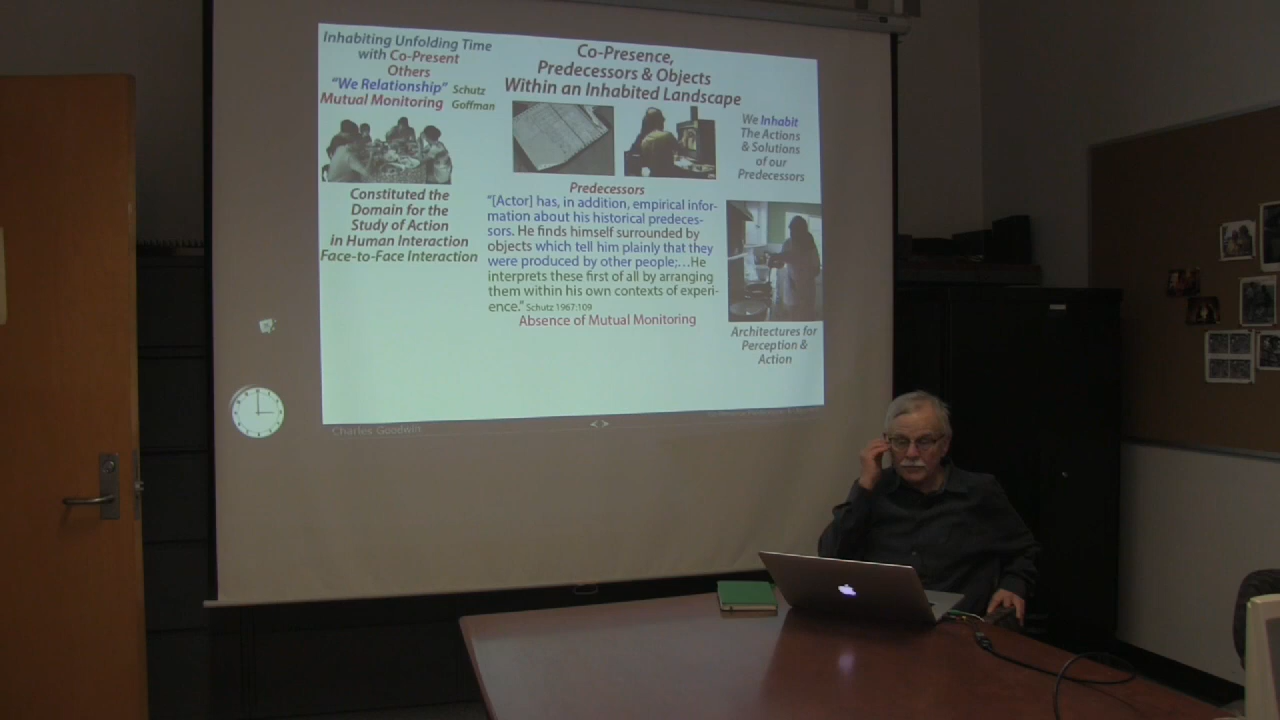 Inhabiting Unfolding Time
with Co-Present
Others
"We Relationship" Schutz
Mutual Monitoring Goffman
Constituted the
Domain for the
Study of Action
in Human Interaction
Face-to-Face Interaction
Co-Presence,
Predecessors & Objects
Within an Inhabited Landscape
Predecessors
"[Actor] has, in addition, empirical infor-
mation about his historical predeces-
sors. He finds himself surrounded by
objects which tell him plainly that they
were produced by other people;...He
interprets these first of all by arranging
them within his own contexts of experi-
ence." Schutz 1967:109
Absence of Mutual Monitoring
We Inhabit
The Actions
& Solutions
of our
Predecessors
Architectures for
Perception &
Action
Charles Goodwin